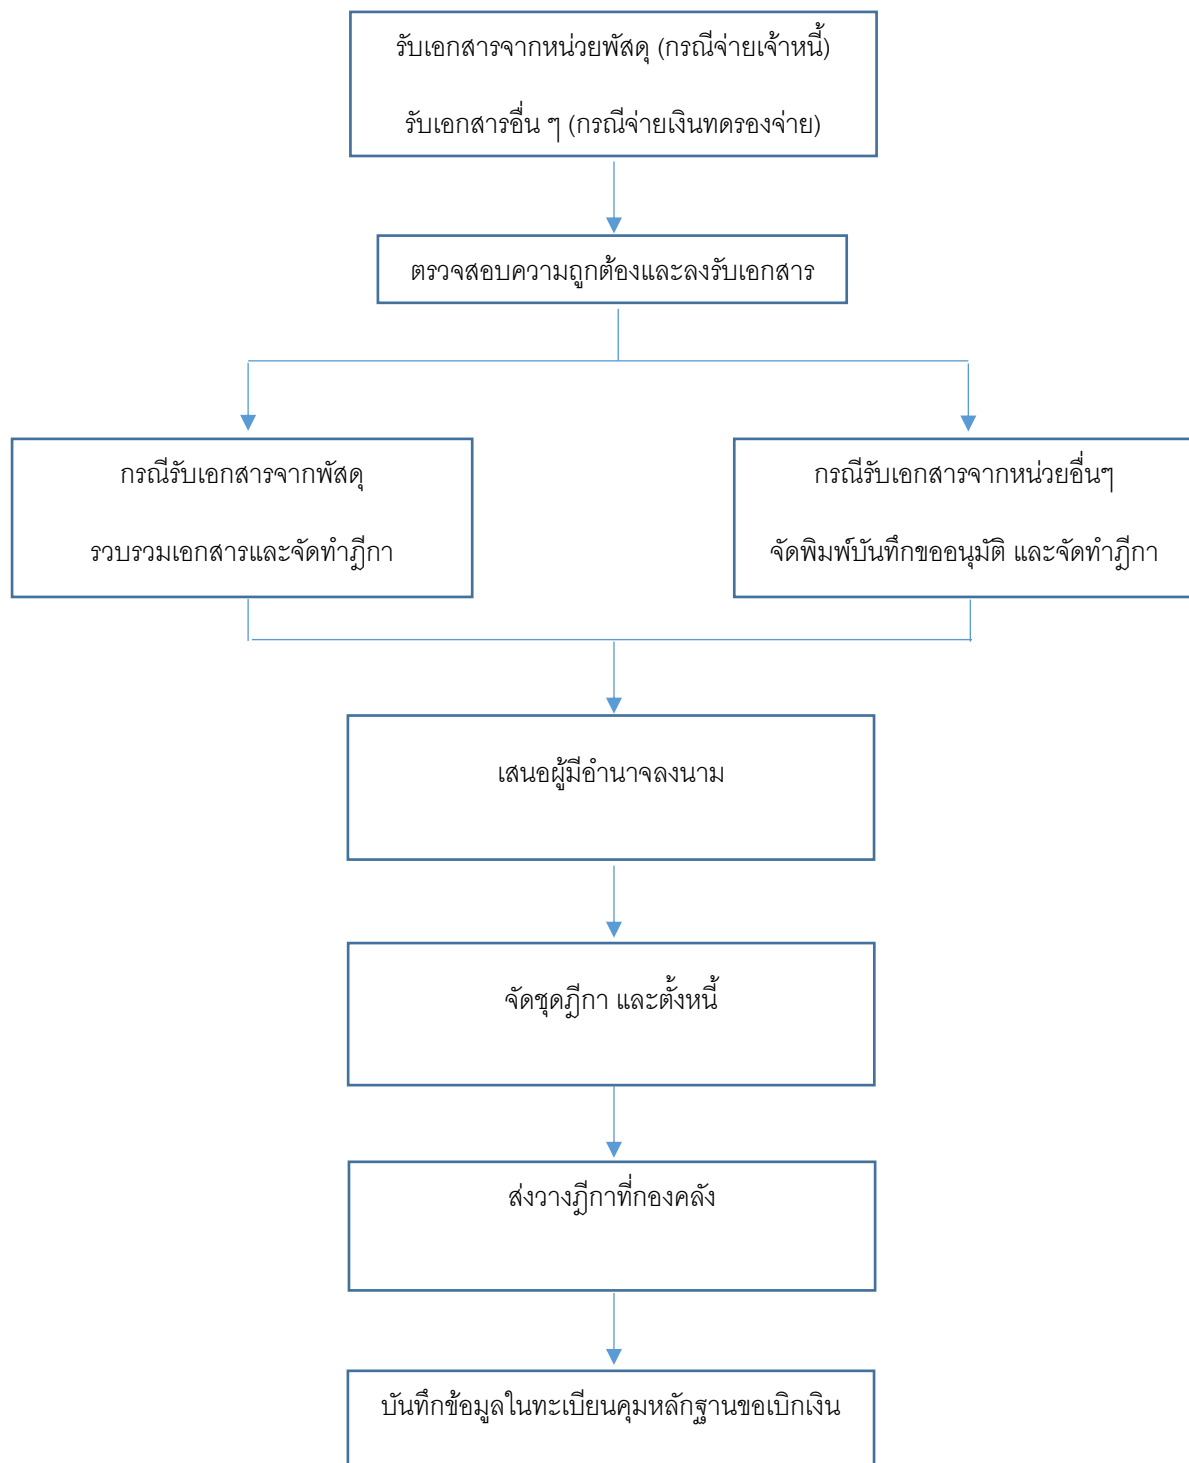 รับเอกสารจากหน่วยพัสดุ (กรณีจ่ายเจ้าหนี้)
รับเอกสารอื่น ๆ (กรณีจ่ายเงินทดรองจ่าย)
ตรวจสอบความถูกต้องและลงรับเอกสาร
กรณีรับเอกสารจากพัสดุ
รวบรวมเอกสารและจัดทำฎีกา
กรณีรับเอกสารจากหน่วยอื่นๆ
จัดพิมพ์บันทึกขออนุมัติ และจัดทำฎีกา
เสนอผู้มีอำนาจลงนาม
จัดชุดฎีกา และตั้งหนี้
ส่งวางฎีกาที่กองคลัง
บันทึกข้อมูลในทะเบียนคุมหลักฐานขอเบิกเงิน